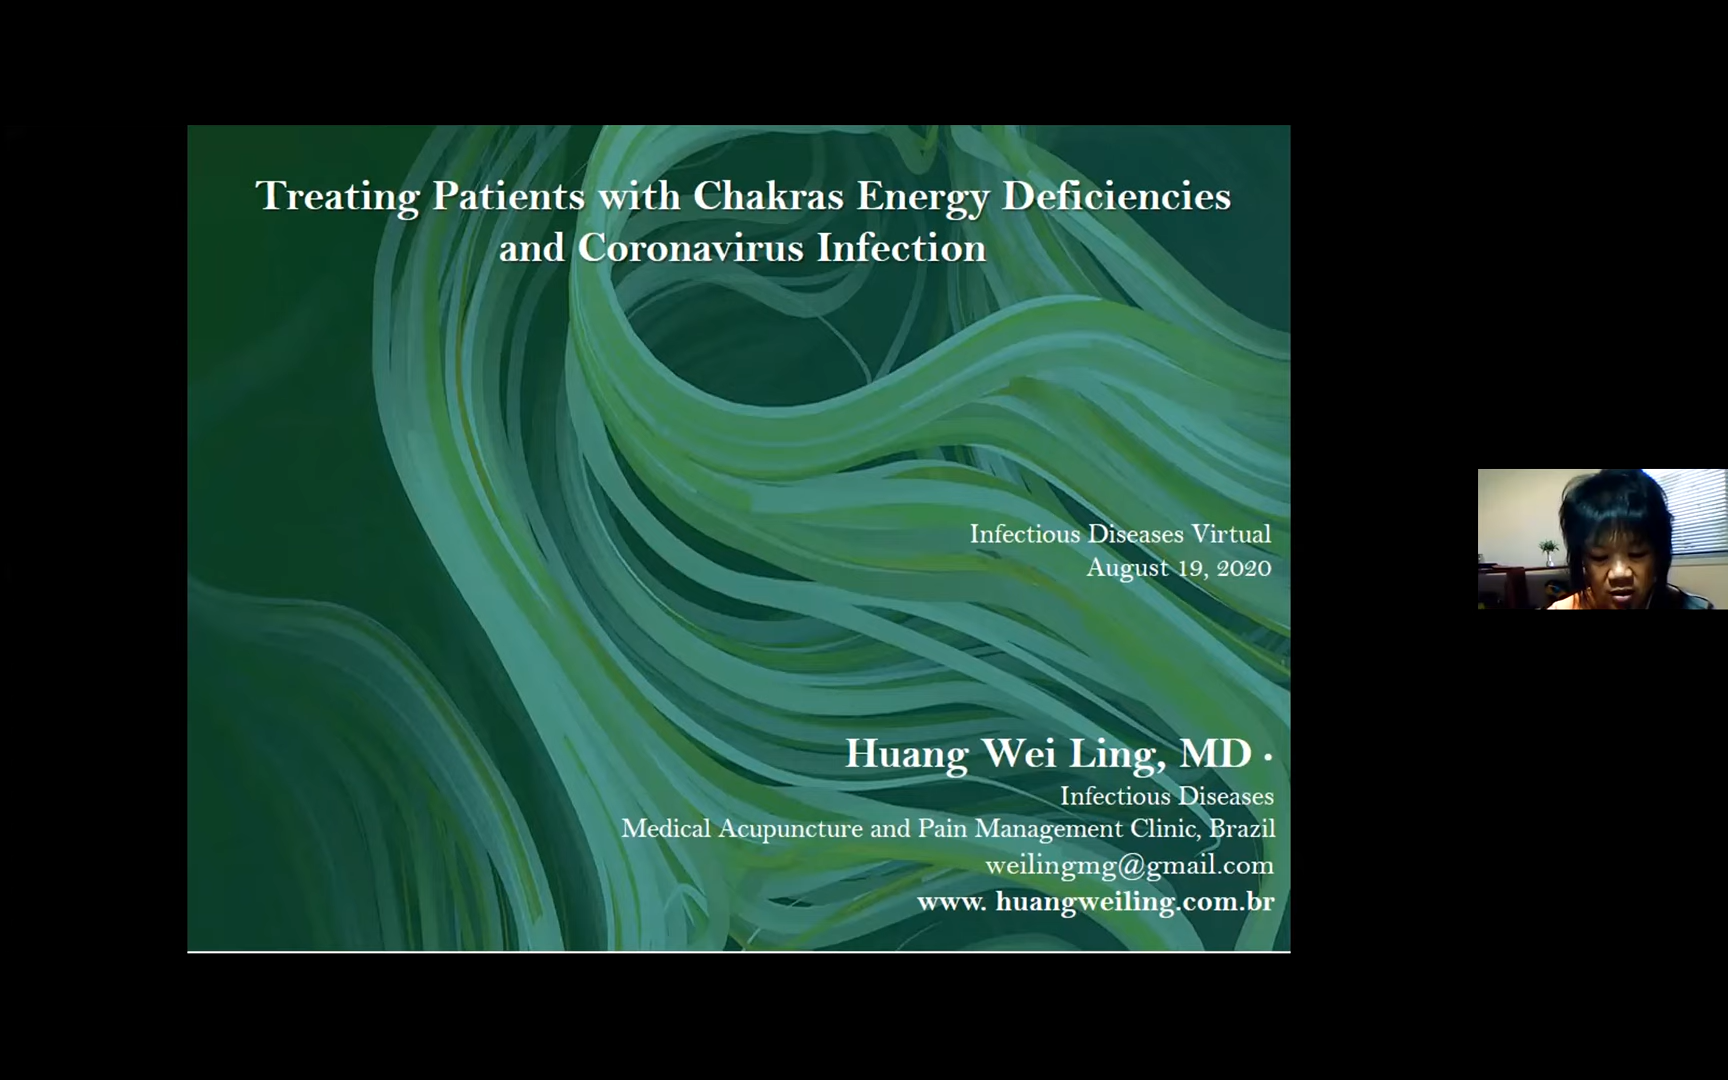 Treating Patients with Chakras Energy Deficiencies
and Coronavirus Infection
Infectious Diseases Virtual
August 19, 2020
Huang Wei Ling, MD •
Infectious Diseases
Medical Acupuncture and Pain Management Clinic, Brazil
weilingmg@gmail.com
www. huangweiling.com.br